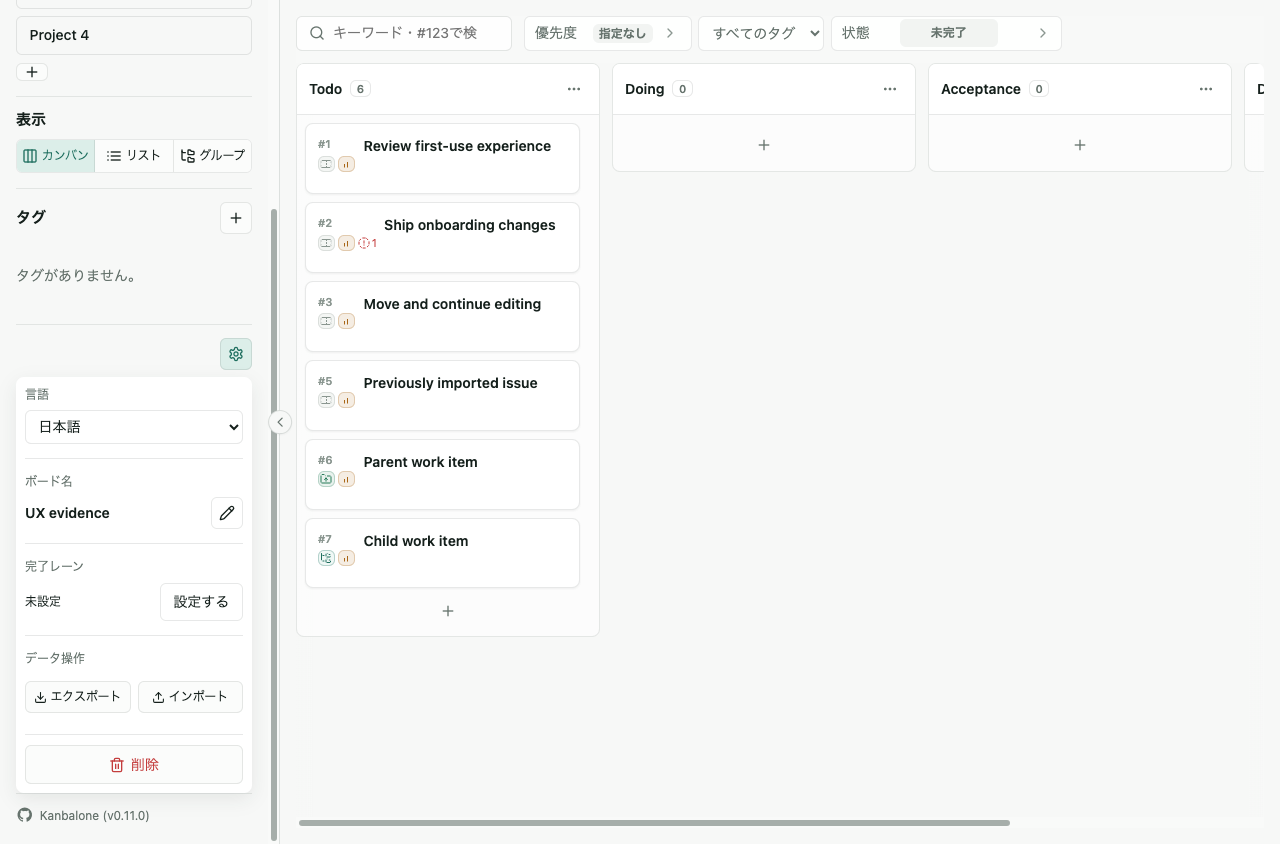 Project 4
表示
カンバン リスト グループ
タグ
タグがありません。
言語
日本語
ボード名
UX evidence
完了レーン
未設定 設定する
データ操作
エクスポート インポート
削除
Kanbalone (v0.11.0)
キーワード・#123で検 優先度 指定なし すべてのタグ 状態 未完了
Todo 6
#1 Review first-use experience
#2 Ship onboarding changes
1
#3 Move and continue editing
#5 Previously imported issue
#6 Parent work item
#7 Child work item
Doing 0
Acceptance 0